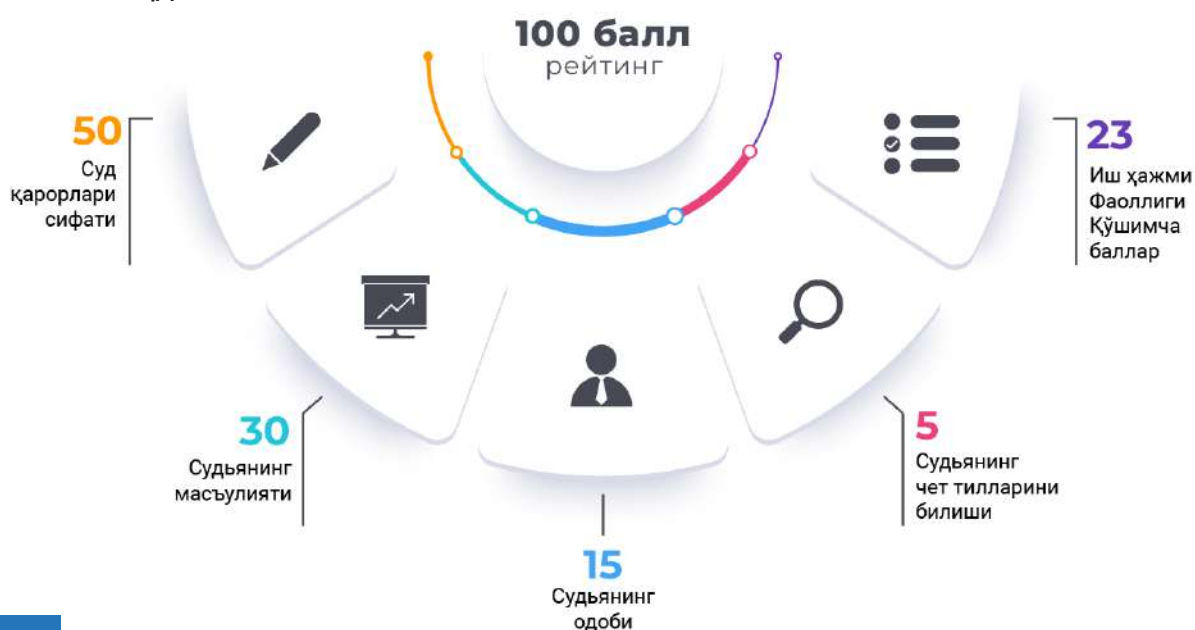 100 балл
рейтинг
50
Суд
қарорлари
сифати
30
Судьянинг
масъулияти
15
Судьянинг
одоби
5
Судьянинг
чет тилларини
билиши
23
Иш ҳажми
Фаоллиги
Қўшимча
баллар